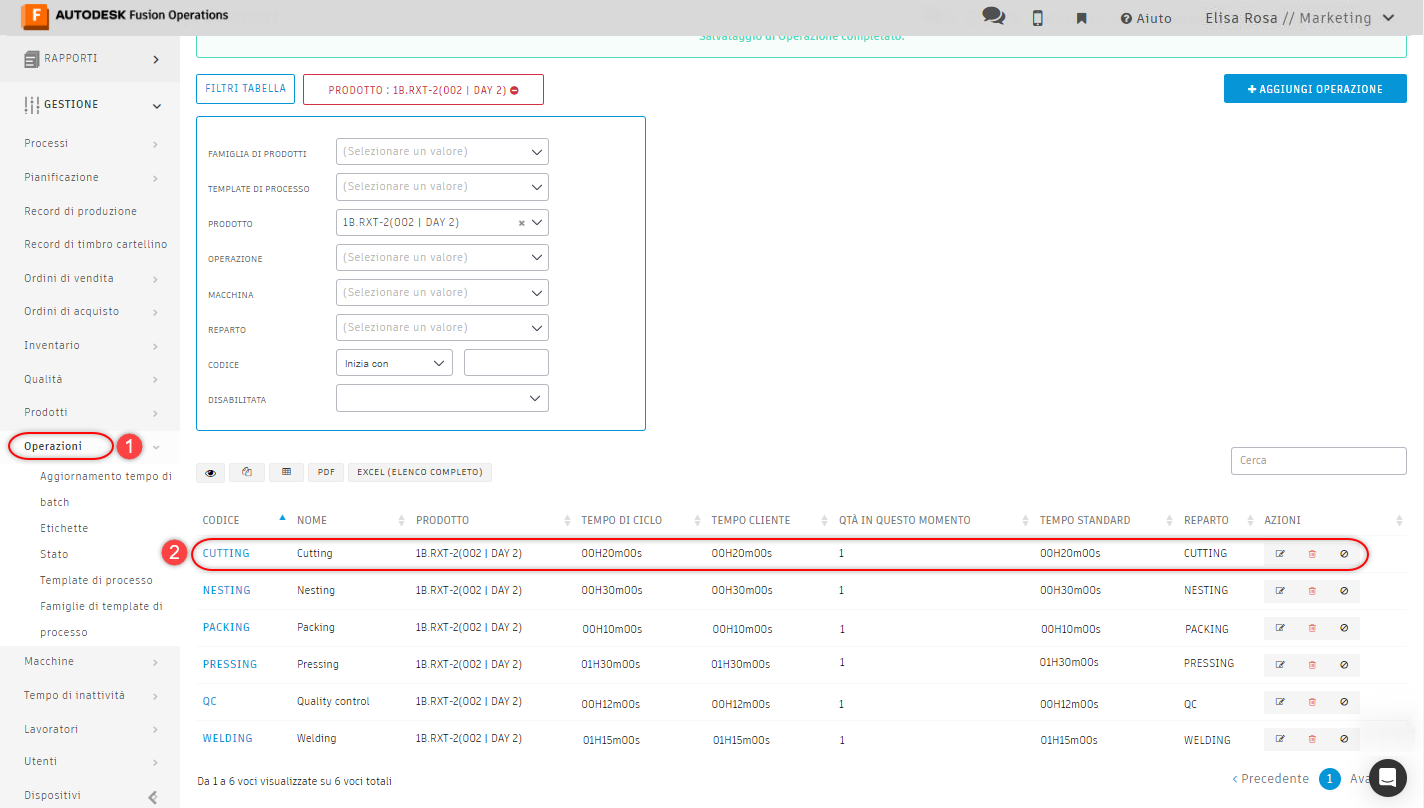 AUTODESK Fusion Operations
Aiuto
Elisa Rosa // Marketing
Salvataggio di Operazione completato.
RAPPORTI
GESTIONE
Processi
Pianificazione
Record di produzione
Record di timbro cartellino
Ordini di vendita
Ordini di acquisto
Inventario
Qualità
Prodotti
Operazioni
1
Aggiornamento tempo di
batch
Etichette
Stato
Template di processo
Famiglie di template di
processo
Macchine
Tempo di inattività
Lavoratori
Utenti
Dispositivi
FILTRI TABELLA
PRODOTTO : 1B.RXT-2(002 | DAY 2)
+ AGGIUNGI OPERAZIONE
FAMIGLIA DI PRODOTTI (Selezionare un valore)
TEMPLATE DI PROCESSO (Selezionare un valore)
PRODOTTO 1B.RXT-2(002 | DAY 2)
OPERAZIONE (Selezionare un valore)
MACCHINA (Selezionare un valore)
REPARTO (Selezionare un valore)
CODICE Inizia con
DISABILITATA
PDF EXCEL (ELENCO COMPLETO)
Cerca
CODICE NOME PRODOTTO TEMPO DI CICLO TEMPO CLIENTE QTÀ IN QUESTO MOMENTO TEMPO STANDARD REPARTO AZIONI
2 CUTTING Cutting 1B.RXT-2(002 | DAY 2) 00H20m00s 00H20m00s 1 00H20m00s CUTTING
NESTING Nesting 1B.RXT-2(002 | DAY 2) 00H30m00s 00H30m00s 1 00H30m00s NESTING
PACKING Packing 1B.RXT-2(002 | DAY 2) 00H10m00s 00H10m00s 1 00H10m00s PACKING
PRESSING Pressing 1B.RXT-2(002 | DAY 2) 01H30m00s 01H30m00s 1 01H30m00s PRESSING
QC Quality control 1B.RXT-2(002 | DAY 2) 00H12m00s 00H12m00s 1 00H12m00s QC
WELDING Welding 1B.RXT-2(002 | DAY 2) 01H15m00s 01H15m00s 1 01H15m00s WELDING
Da 1 a 6 voci visualizzate su 6 voci totali
Precedente 1